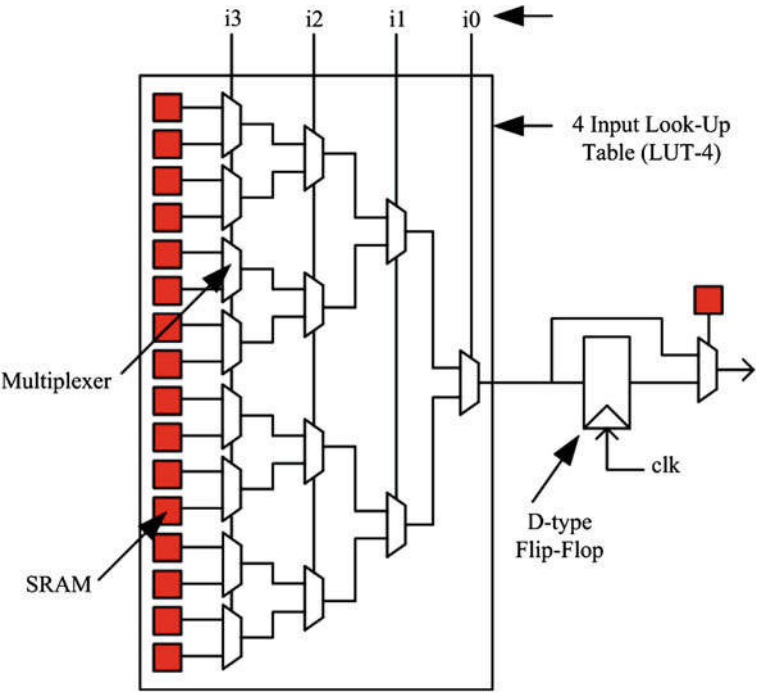 i3 i2 i1 i0
4 Input Look-Up
Table (LUT-4)
Multiplexer
clk
D-type
Flip-Flop
SRAM